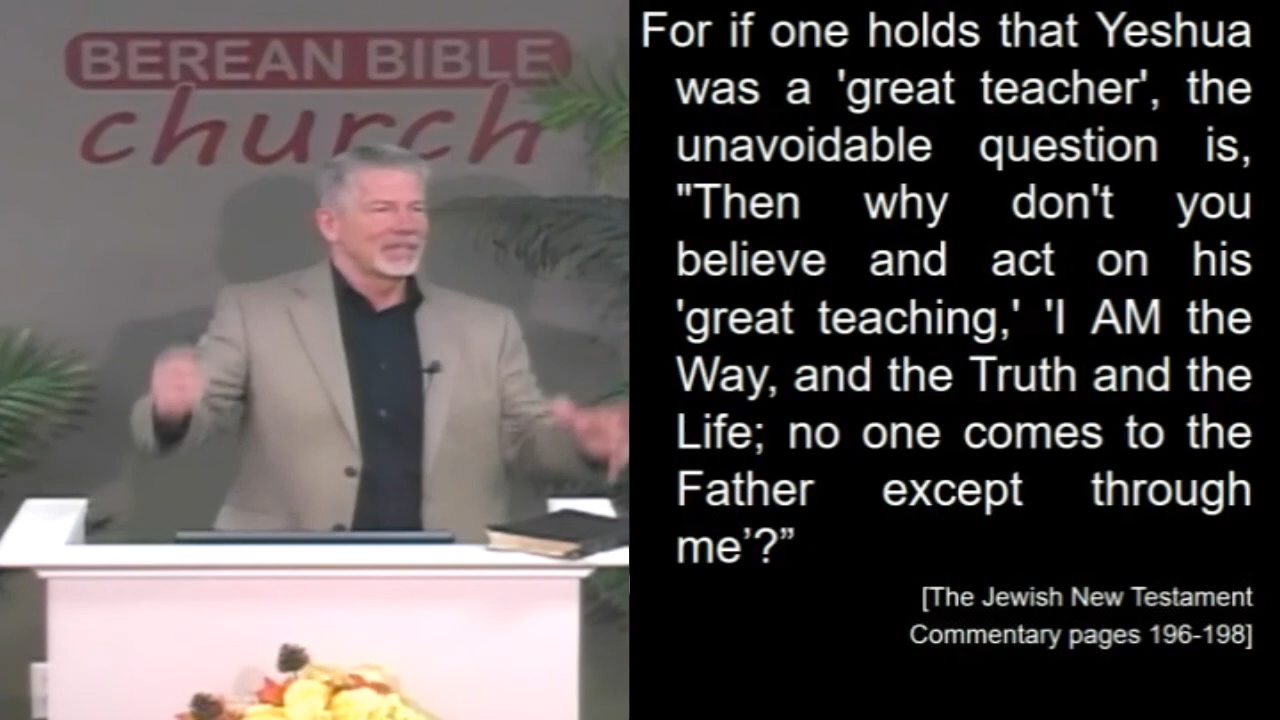 BEREAN BIBLE
church
For if one holds that Yeshua
was a 'great teacher', the
unavoidable question is,
"Then why don't you
believe and act on his
'great teaching,' 'I AM the
Way, and the Truth and the
Life; no one comes to the
Father except through
me’?”
[The Jewish New Testament
Commentary pages 196-198]